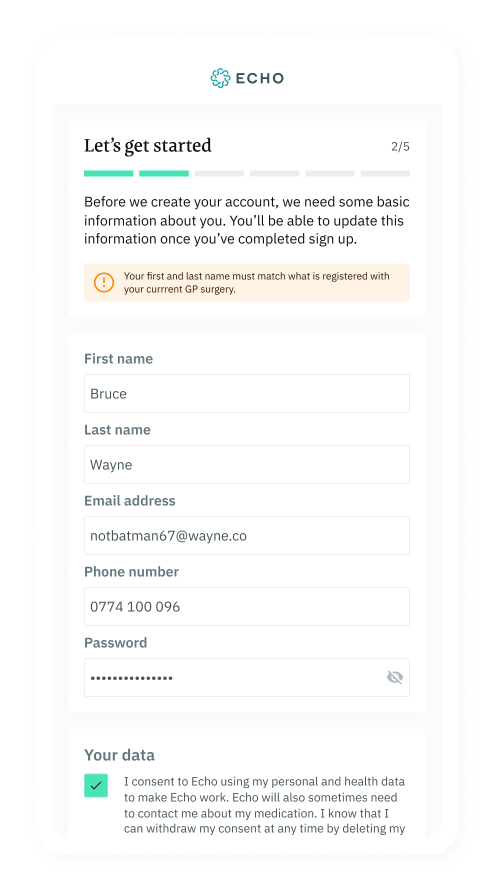 ECHO
Let’s get started
2/5
Before we create your account, we need some basic
information about you. You’ll be able to update this
information once you’ve completed sign up.
Your first and last name must match what is registered with
your currrent GP surgery.
First name
Bruce
Last name
Wayne
Email address
notbatman67@wayne.co
Phone number
0774 100 096
Password
•••••••••••••••
Your data
I consent to Echo using my personal and health data
to make Echo work. Echo will also sometimes need
to contact me about my medication. I know that I
can withdraw my consent at any time by deleting my